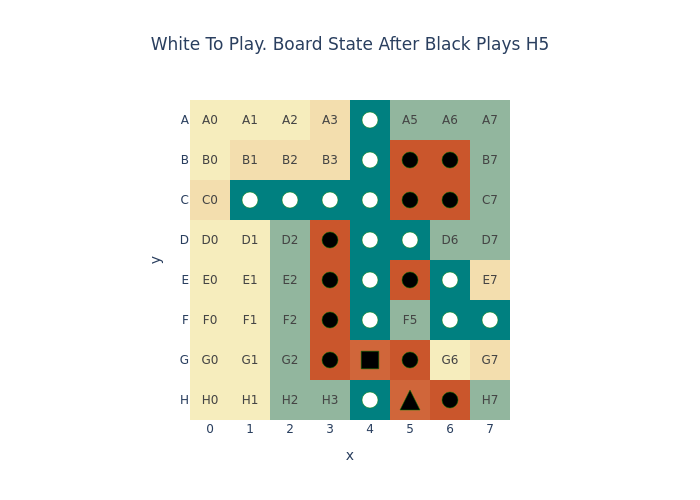 White To Play. Board State After Black Plays H5
A A0 A1 A2 A3 A5 A6 A7
B B0 B1 B2 B3 B7
C C0 C7
D D0 D1 D2 D6 D7
y
E E0 E1 E2 E7
F F0 F1 F2 F5
G G0 G1 G2 G6 G7
H H0 H1 H2 H3 H7
0 1 2 3 4 5 6 7
x